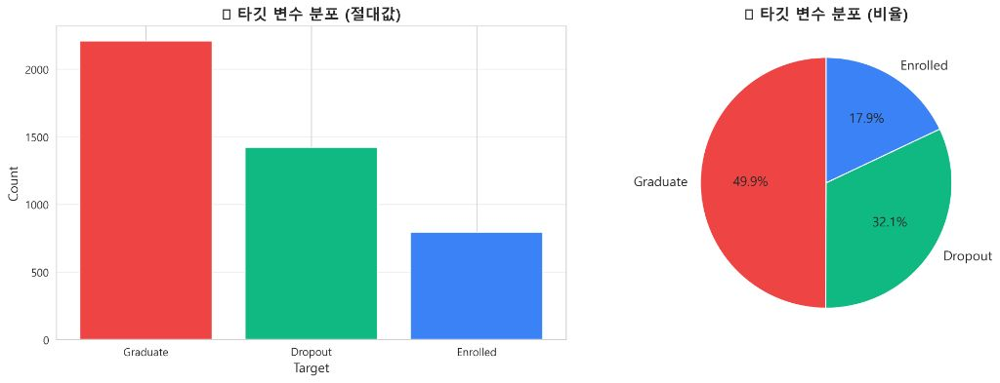 타깃 변수 분포 (절대값)
Count
2000
1500
1000
500
0
Graduate
Dropout
Enrolled
Target
타깃 변수 분포 (비율)
Enrolled
17.9%
Graduate
49.9%
32.1%
Dropout